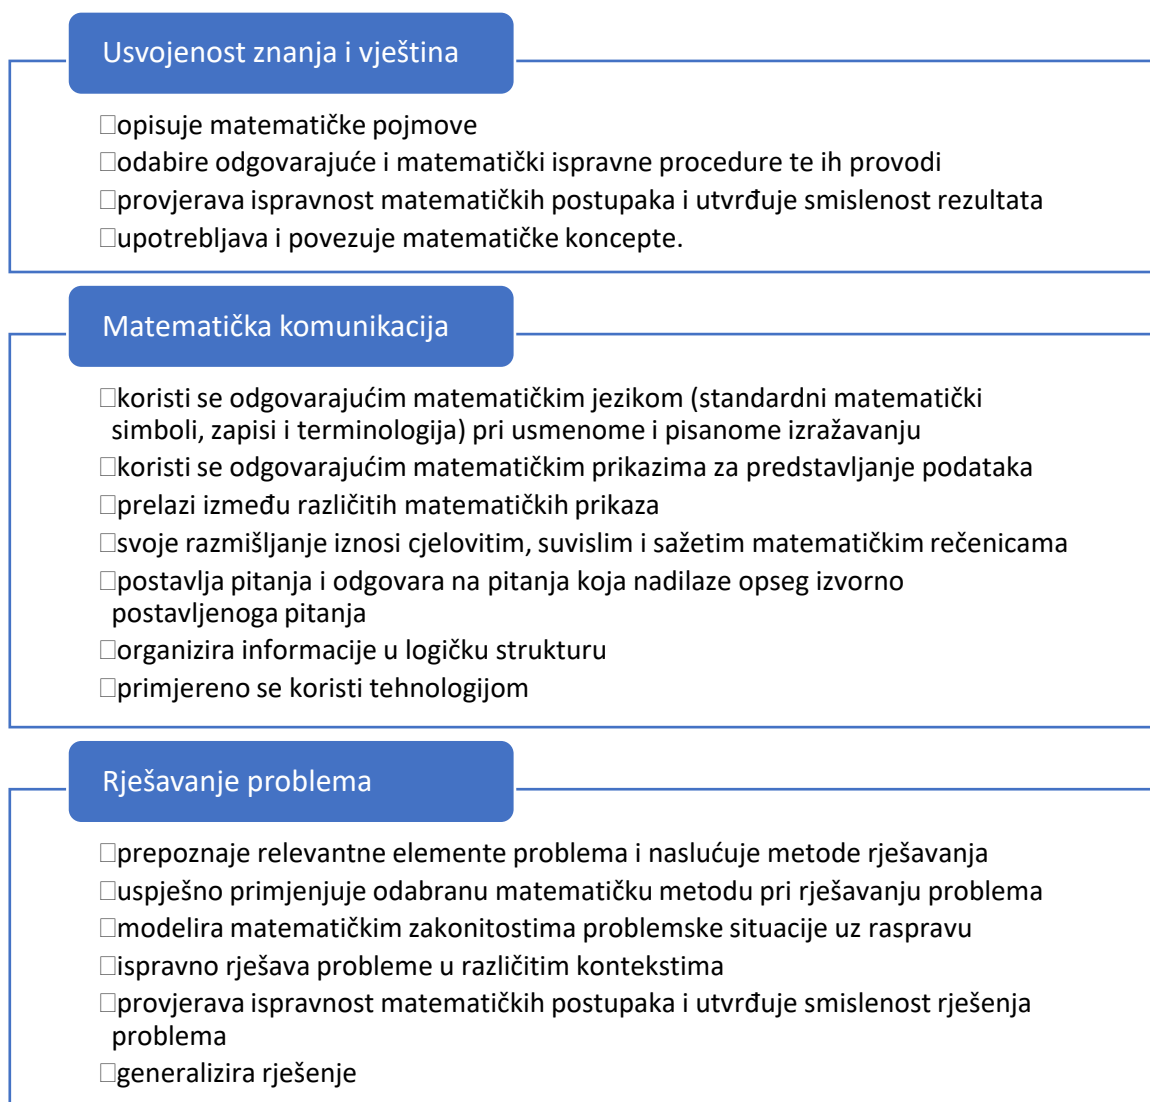 Usvojenost znanja i vještina
□opisuje matematičke pojmove
□odabire odgovarajuće i matematički ispravne procedure te ih provodi
□provjerava ispravnost matematičkih postupaka i utvrđuje smislenost rezultata
□upotrebljava i povezuje matematičke koncepte.
Matematička komunikacija
□koristi se odgovarajućim matematičkim jezikom (standardni matematički
simboli, zapisi i terminologija) pri usmenome i pisanome izražavanju
□koristi se odgovarajućim matematičkim prikazima za predstavljanje podataka
□prelazi između različitih matematičkih prikaza
□svoje razmišljanje iznosi cjelovitim, suvislim i sažetim matematičkim rečenicama
□postavlja pitanja i odgovara na pitanja koja nadilaze opseg izvorno
postavljenoga pitanja
□organizira informacije u logičku strukturu
□primjereno se koristi tehnologijom
Rješavanje problema
□prepoznaje relevantne elemente problema i naslućuje metode rješavanja
□uspješno primjenjuje odabranu matematičku metodu pri rješavanju problema
□modelira matematičkim zakonitostima problemske situacije uz raspravu
□ispravno rješava probleme u različitim kontekstima
□provjerava ispravnost matematičkih postupaka i utvrđuje smislenost rješenja
problema
□generalizira rješenje